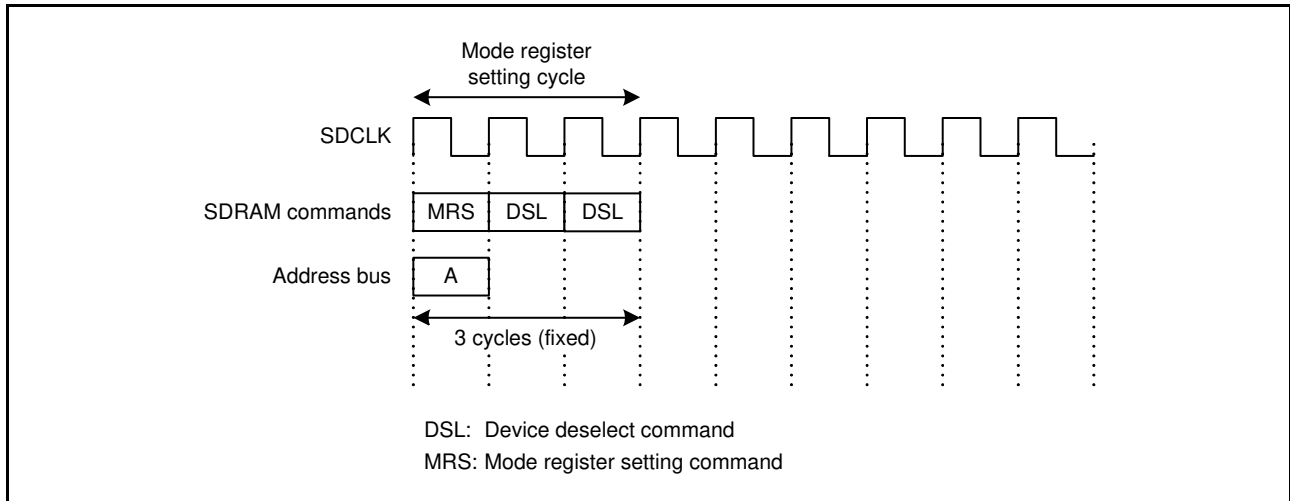 Mode register
setting cycle
SDCLK
SDRAM commands MRS DSL DSL
Address bus A
3 cycles (fixed)
DSL: Device deselect command
MRS: Mode register setting command